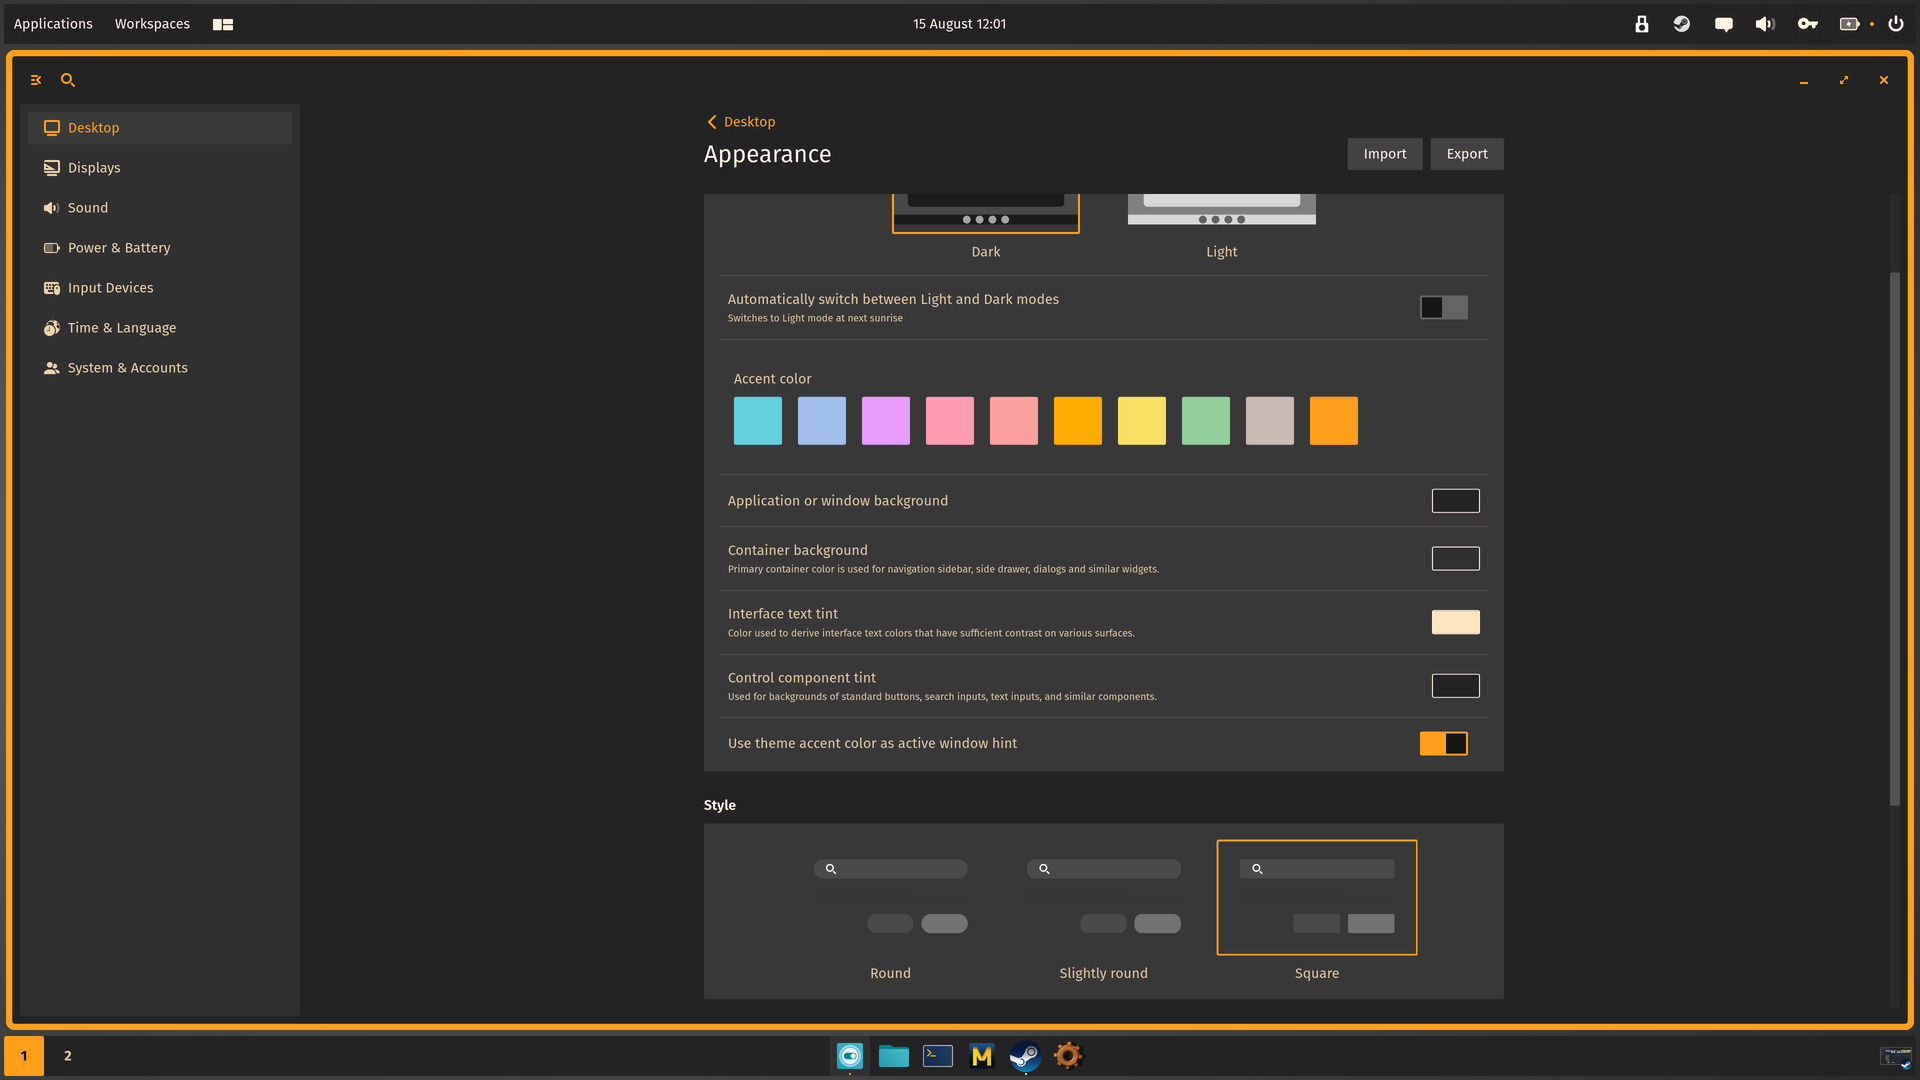 Applications
Workspaces
15 August 12:01
Desktop
Displays
Sound
Power & Battery
Input Devices
Time & Language
System & Accounts
Desktop
Appearance
Import
Export
Dark
Light
Automatically switch between Light and Dark modes
Switches to Light mode at next sunrise
Accent color
Application or window background
Container background
Primary container color is used for navigation sidebar, side drawer, dialogs and similar widgets.
Interface text tint
Color used to derive interface text colors that have sufficient contrast on various surfaces.
Control component tint
Used for backgrounds of standard buttons, search inputs, text inputs, and similar components.
Use theme accent color as active window hint
Style
Round
Slightly round
Square
1
2
M